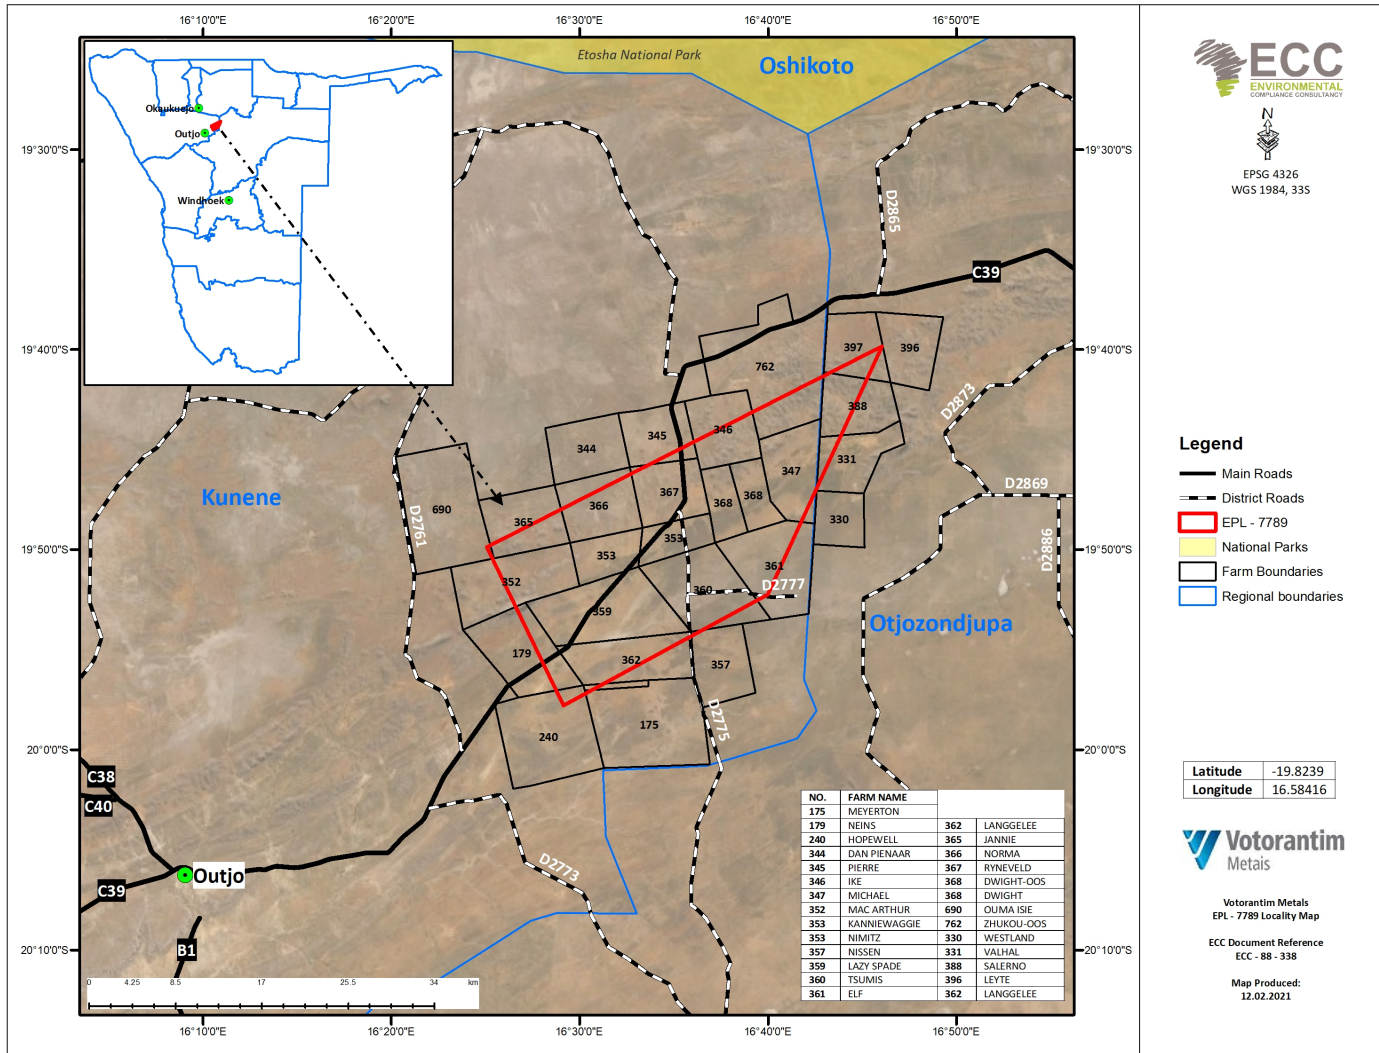 16°10'0"E 16°20'0"E 16°30'0"E 16°40'0"E 16°50'0"E
Etosha National Park
Oshikoto
Okaukuejo
Outjo
Windhoek
19°30'0"S 19°30'0"S
D2865
C39
19°40'0"S 19°40'0"S
397 396
762
388
D2873
346
345
344
331
347
D2869
367
368 368
366
690
365
330
Kunene
D2761
353
353
19°50'0"S 19°50'0"S
D2886
361
352
D2777
360
359
Otjozondjupa
179
362
357
D2775
175
240
20°0'0"S 20°0'0"S
C38
C40
D2773
Outjo
C39
B1
20°10'0"S 20°10'0"S
0 4.25 8.5 17 25.5 34 km
NO. FARM NAME
175 MEYERTON
179 NEINS 362 LANGGELEE
240 HOPEWELL 365 JANNIE
344 DAN PIENAAR 366 NORMA
345 PIERRE 367 RYNEVELD
346 IKE 368 DWIGHT-OOS
347 MICHAEL 368 DWIGHT
352 MAC ARTHUR 690 OUMA ISIE
353 KANNIEWAGGIE 762 ZHUKOU-OOS
353 NIMITZ 330 WESTLAND
357 NISSEN 331 VALHAL
359 LAZY SPADE 388 SALERNO
360 TSUMIS 396 LEYTE
361 ELF 362 LANGGELEE
16°10'0"E 16°20'0"E 16°30'0"E 16°40'0"E 16°50'0"E
ECC
ENVIRONMENTAL
COMPLIANCE CONSULTANCY
N
EPSG 4326
WGS 1984, 33S
Legend
Main Roads
District Roads
EPL - 7789
National Parks
Farm Boundaries
Regional boundaries
Latitude -19.8239
Longitude 16.58416
Votorantim
Metais
Votorantim Metals
EPL - 7789 Locality Map
ECC Document Reference
ECC - 88 - 338
Map Produced:
12.02.2021